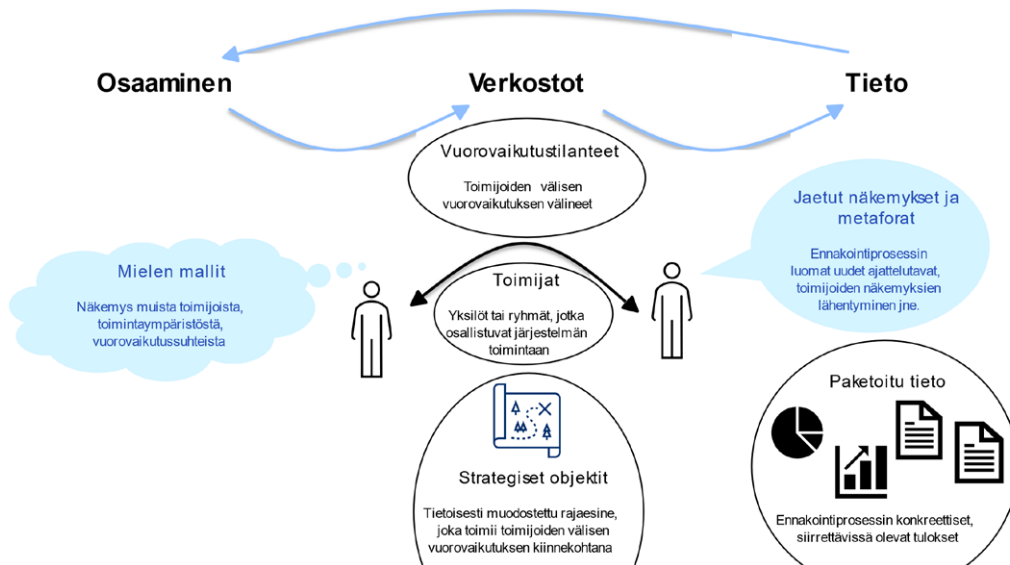 Osaaminen
Verkostot
Tieto
Vuorovaikutustilanteet
Toimijoiden välisen
vuorovaikutuksen välineet
Jaetut näkemykset ja
metaforat
Ennakointiprosessin
luomat uudet ajattelutavat,
toimijoiden näkemyksien
lähentyminen jne.
Mielen mallit
Näkemys muista toimijoista,
toimintaympäristöstä,
vuorovaikutussuhteista
Toimijat
Yksilöt tai ryhmät, jotka
osallistuvat järjestelmän
toimintaan
Paketoitu tieto
Ennakointiprosessin konkreettiset,
siirrettävissä olevat tulokset
Strategiset objektit
Tietoisesti muodostettu rajaesine,
joka toimii toimijoiden välisen
vuorovaikutuksen kiinnekohtana